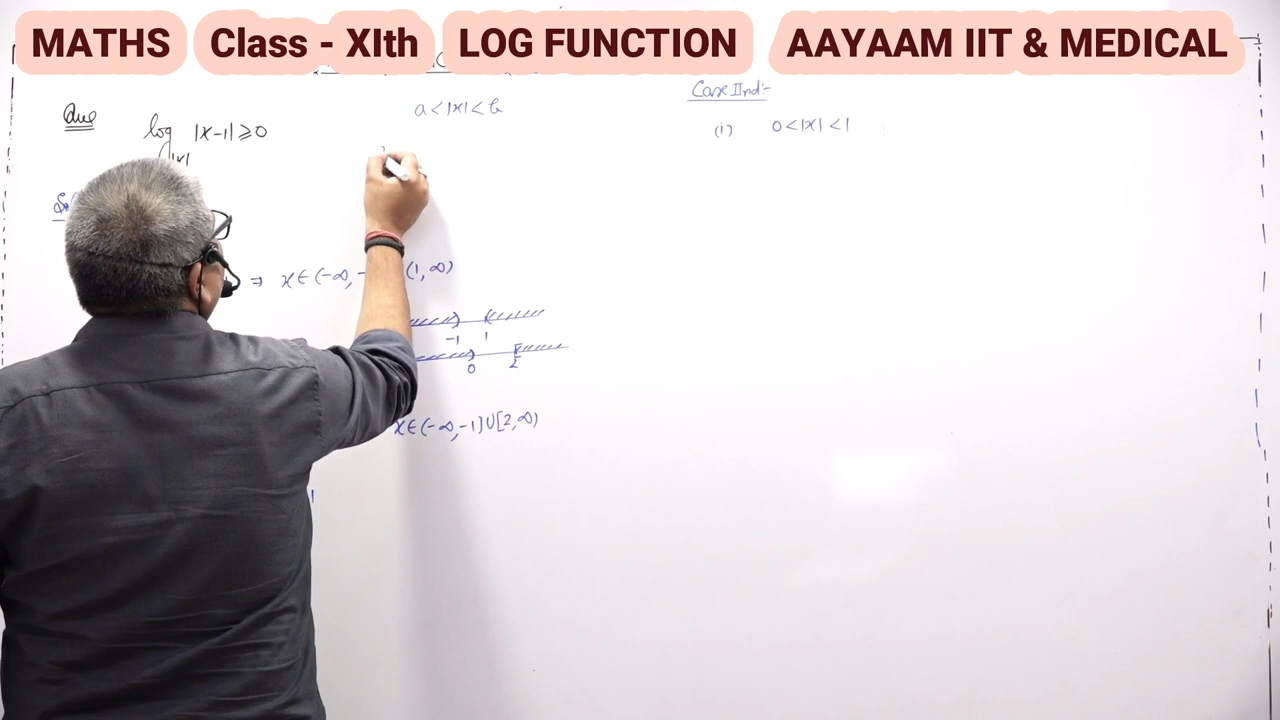 MATHS Class - XIth LOG FUNCTION AAYAAM IIT & MEDICAL
Que
log |x-1| ≥ 0
|x|
a < |x| < b
Case IInd:-
(i) 0 < |x| < 1
⇒ x ∈ (-∞, - (1, ∞)
-1 1
0 2
x ∈ (-∞, -1) ∪ [2, ∞)